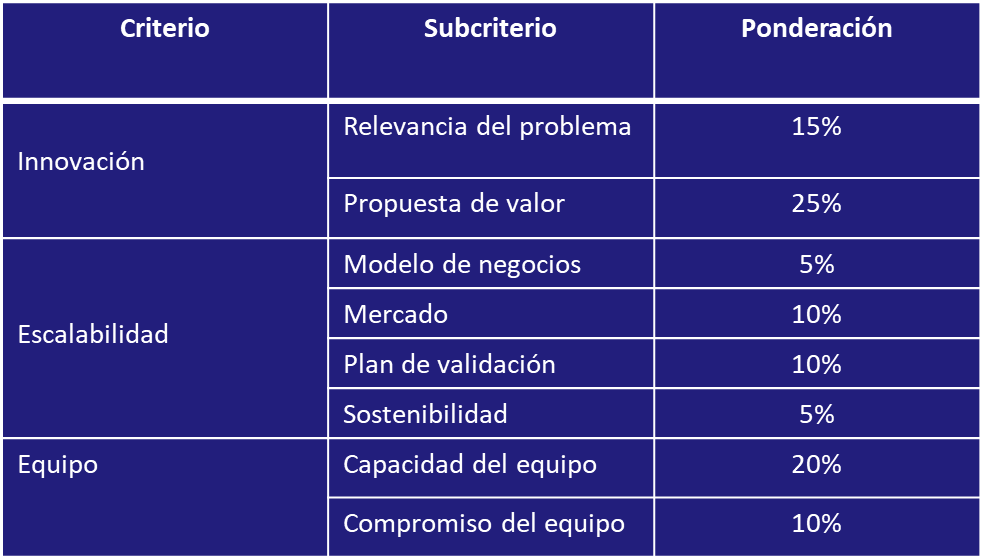 Criterio Subcriterio Ponderación
Relevancia del problema 15%
Innovación
Propuesta de valor 25%
Modelo de negocios 5%
Mercado 10%
Escalabilidad
Plan de validación 10%
Sostenibilidad 5%
Equipo Capacidad del equipo 20%
Compromiso del equipo 10%